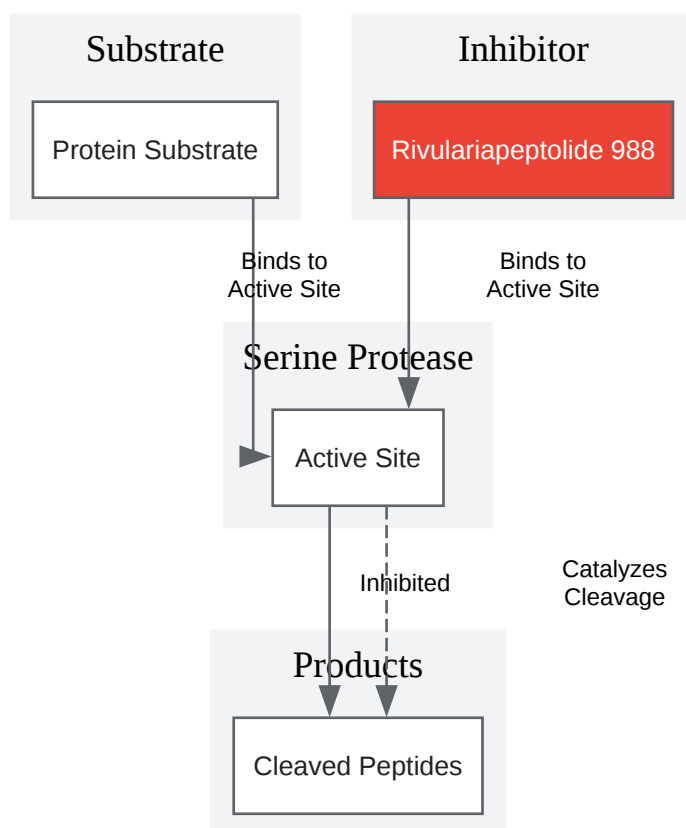 Substrate
Inhibitor
Protein Substrate
Rivulariapeptolide 988
Binds to
Active Site
Binds to
Active Site
Serine Protease
Active Site
Inhibited
Catalyzes
Cleavage
Products
Cleaved Peptides